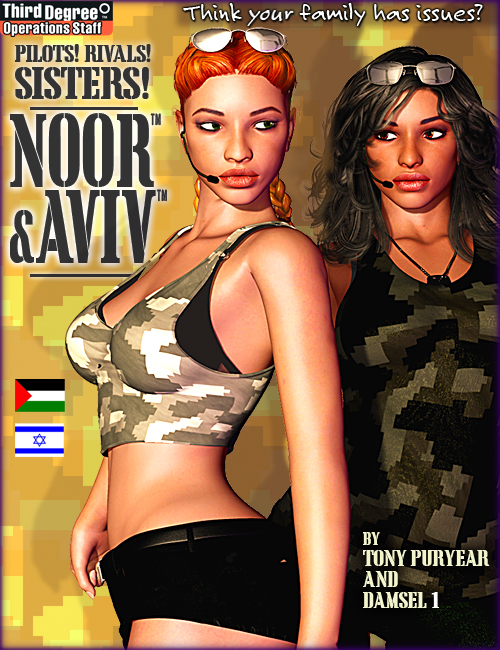 Third Degree°
Operations Staff
Think your family has issues?
PILOTS! RIVALS!
SISTERS!
NOOR™
& AVIV™
BY
TONY PURYEAR
AND
DAMSEL 1